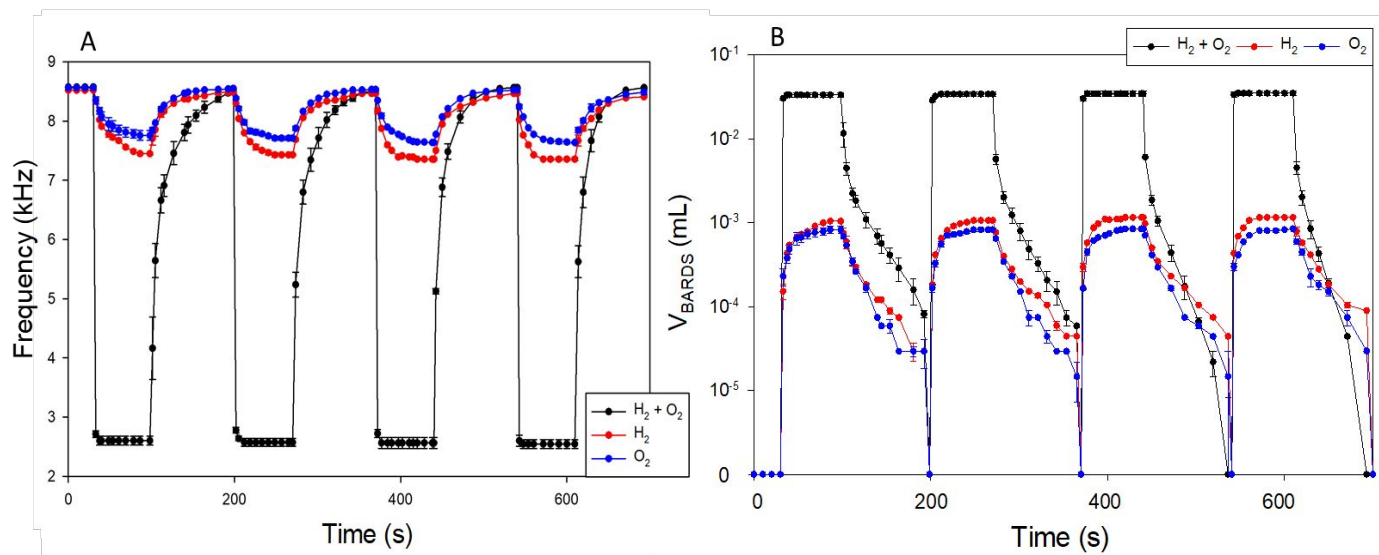 A
Frequency (kHz)
9
8
7
6
5
4
3
2
0
200
400
600
Time (s)
H₂ + O₂
H₂
O₂
B
H₂ + O₂
H₂
O₂
V_BARDS (mL)
10⁻¹
10⁻²
10⁻³
10⁻⁴
10⁻⁵
0
0
200
400
600
Time (s)